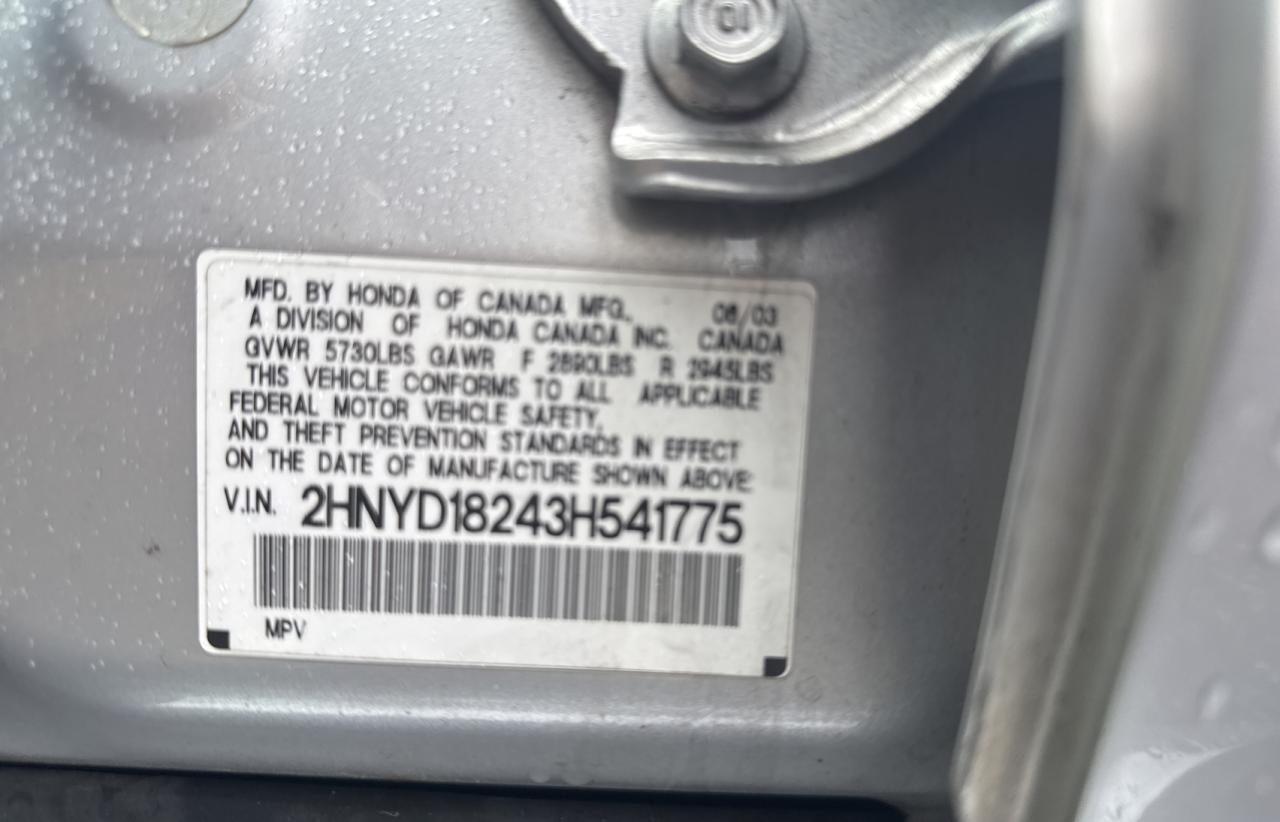 10
MFD. BY HONDA OF CANADA MFG., 06/03
A DIVISION OF HONDA CANADA INC. CANADA
GVWR 5730LBS GAWR F 2890LBS R 2945LBS
THIS VEHICLE CONFORMS TO ALL APPLICABLE
FEDERAL MOTOR VEHICLE SAFETY,
AND THEFT PREVENTION STANDARDS IN EFFECT
ON THE DATE OF MANUFACTURE SHOWN ABOVE:
V.I.N. 2HNYD18243H541775
MPV